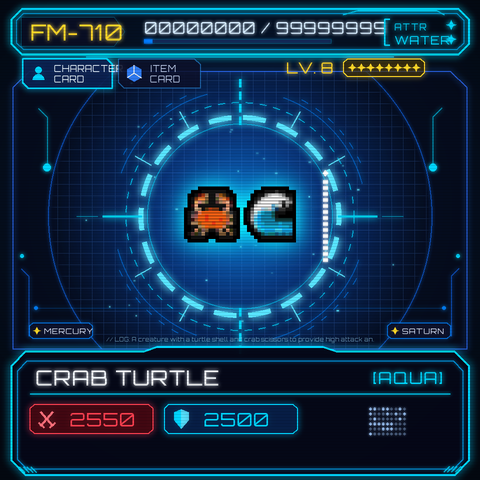 FM-710
00000000 / 99999999
ATTR
WATER
CHARACTER
CARD
ITEM
CARD
LV. 8
MERCURY
SATURN
// LOG: A creature with a turtle shell and crab scissors to provide high attack an
CRAB TURTLE
[AQUA]
2550
2500